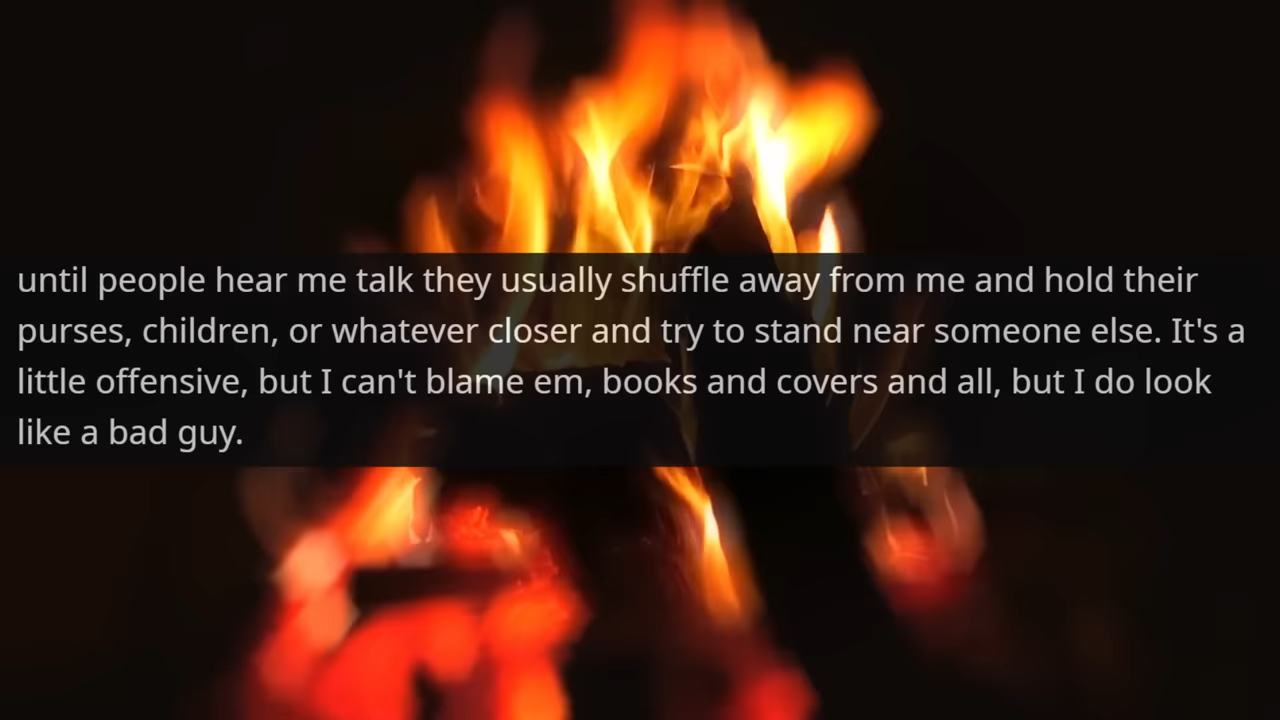 until people hear me talk they usually shuffle away from me and hold their
purses, children, or whatever closer and try to stand near someone else. It's a
little offensive, but I can't blame em, books and covers and all, but I do look
like a bad guy.